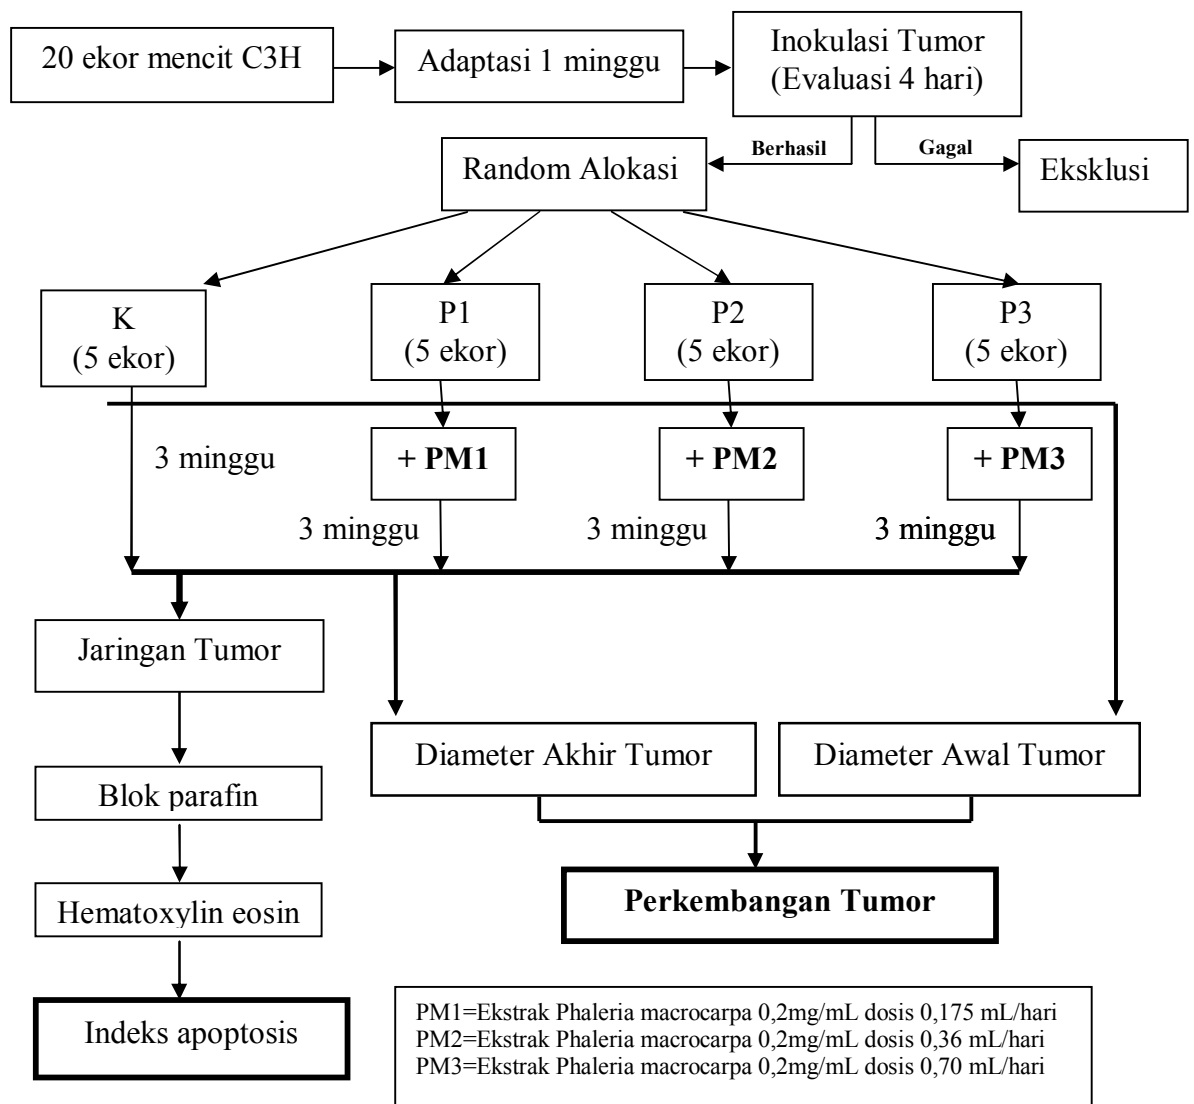 20 ekor mencit C3H
Adaptasi 1 minggu
Inokulasi Tumor
(Evaluasi 4 hari)
Berhasil
Gagal
Random Alokasi
Eksklusi
K
(5 ekor)
P1
(5 ekor)
P2
(5 ekor)
P3
(5 ekor)
3 minggu
+ PM1
+ PM2
+ PM3
3 minggu
3 minggu
3 minggu
Jaringan Tumor
Diameter Akhir Tumor
Diameter Awal Tumor
Blok parafin
Perkembangan Tumor
Hematoxylin eosin
Indeks apoptosis
PM1=Ekstrak Phaleria macrocarpa 0,2mg/mL dosis 0,175 mL/hari
PM2=Ekstrak Phaleria macrocarpa 0,2mg/mL dosis 0,36 mL/hari
PM3=Ekstrak Phaleria macrocarpa 0,2mg/mL dosis 0,70 mL/hari